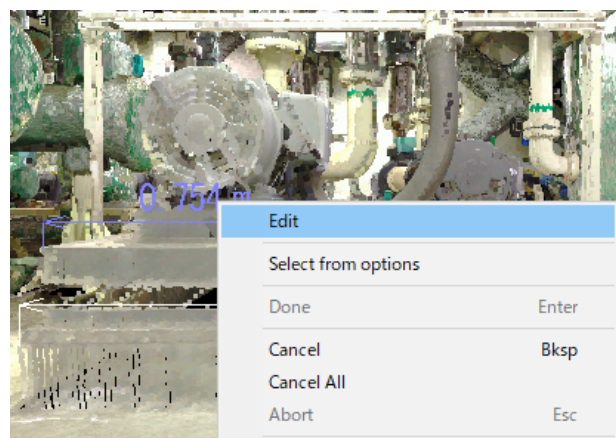 0.754 m
Edit
Select from options
Done Enter
Cancel Bksp
Cancel All
Abort Esc